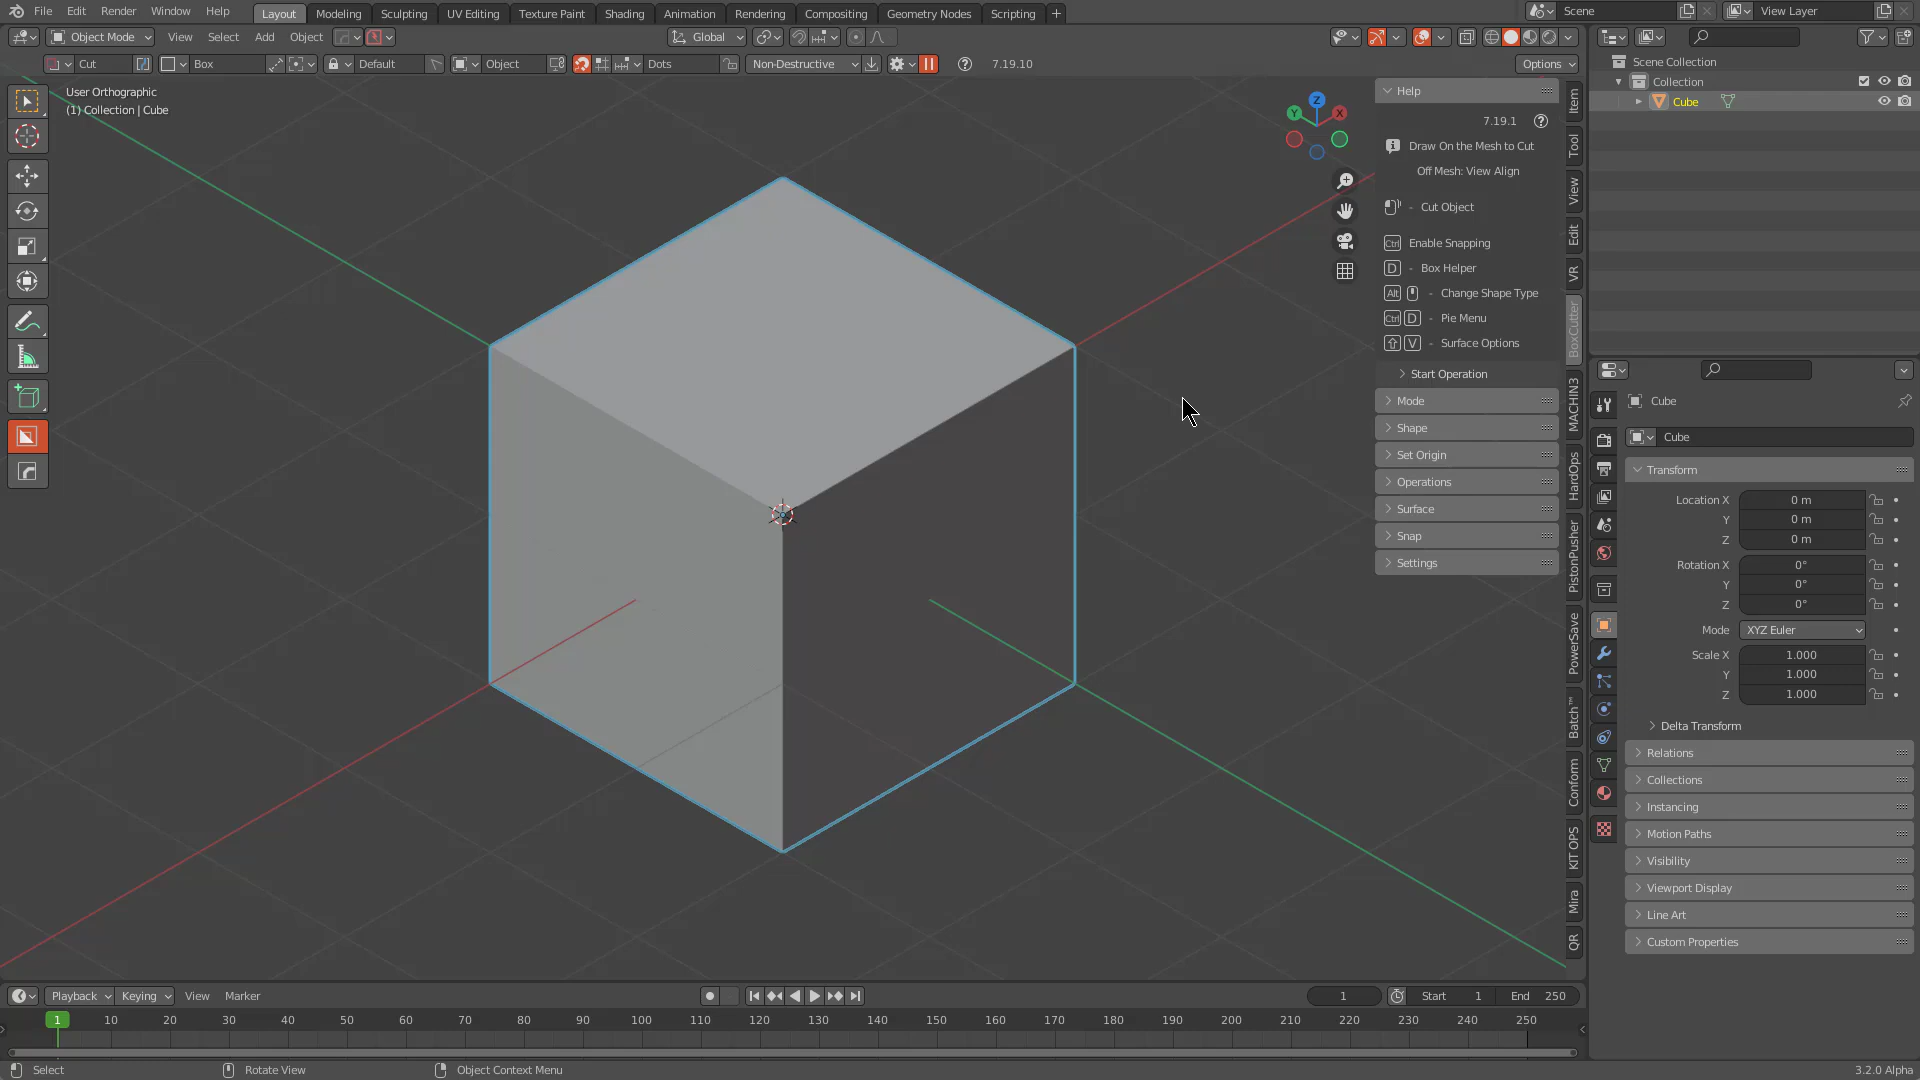 File Edit Render Window Help Layout Modeling Sculpting UV Editing Texture Paint Shading Animation Rendering Compositing Geometry Nodes Scripting + Scene View Layer
Object Mode View Select Add Object Global
Cut Box Default Object Dots Non-Destructive 7.19.10 Options
User Orthographic
(1) Collection | Cube
Z
Y
X
Help
7.19.1
Draw On the Mesh to Cut
Off Mesh: View Align
- Cut Object
Ctrl Enable Snapping
D - Box Helper
Alt - Change Shape Type
Ctrl D - Pie Menu
V - Surface Options
Start Operation
Mode
Shape
Set Origin
Operations
Surface
Snap
Settings
Item
Tool
View
Edit
VR
BoxCutter
MACHIN3
HardOps
PistonPusher
PowerSave
Batch™
Conform
KIT OPS
Mira
QR
Scene Collection
Collection
Cube
Cube
Cube
Transform
Location X 0 m
Y 0 m
Z 0 m
Rotation X 0°
Y 0°
Z 0°
Mode XYZ Euler
Scale X 1.000
Y 1.000
Z 1.000
Delta Transform
Relations
Collections
Instancing
Motion Paths
Visibility
Viewport Display
Line Art
Custom Properties
Playback Keying View Marker 1 Start 1 End 250
1 10 20 30 40 50 60 70 80 90 100 110 120 130 140 150 160 170 180 190 200 210 220 230 240 250
Select Rotate View Object Context Menu 3.2.0 Alpha